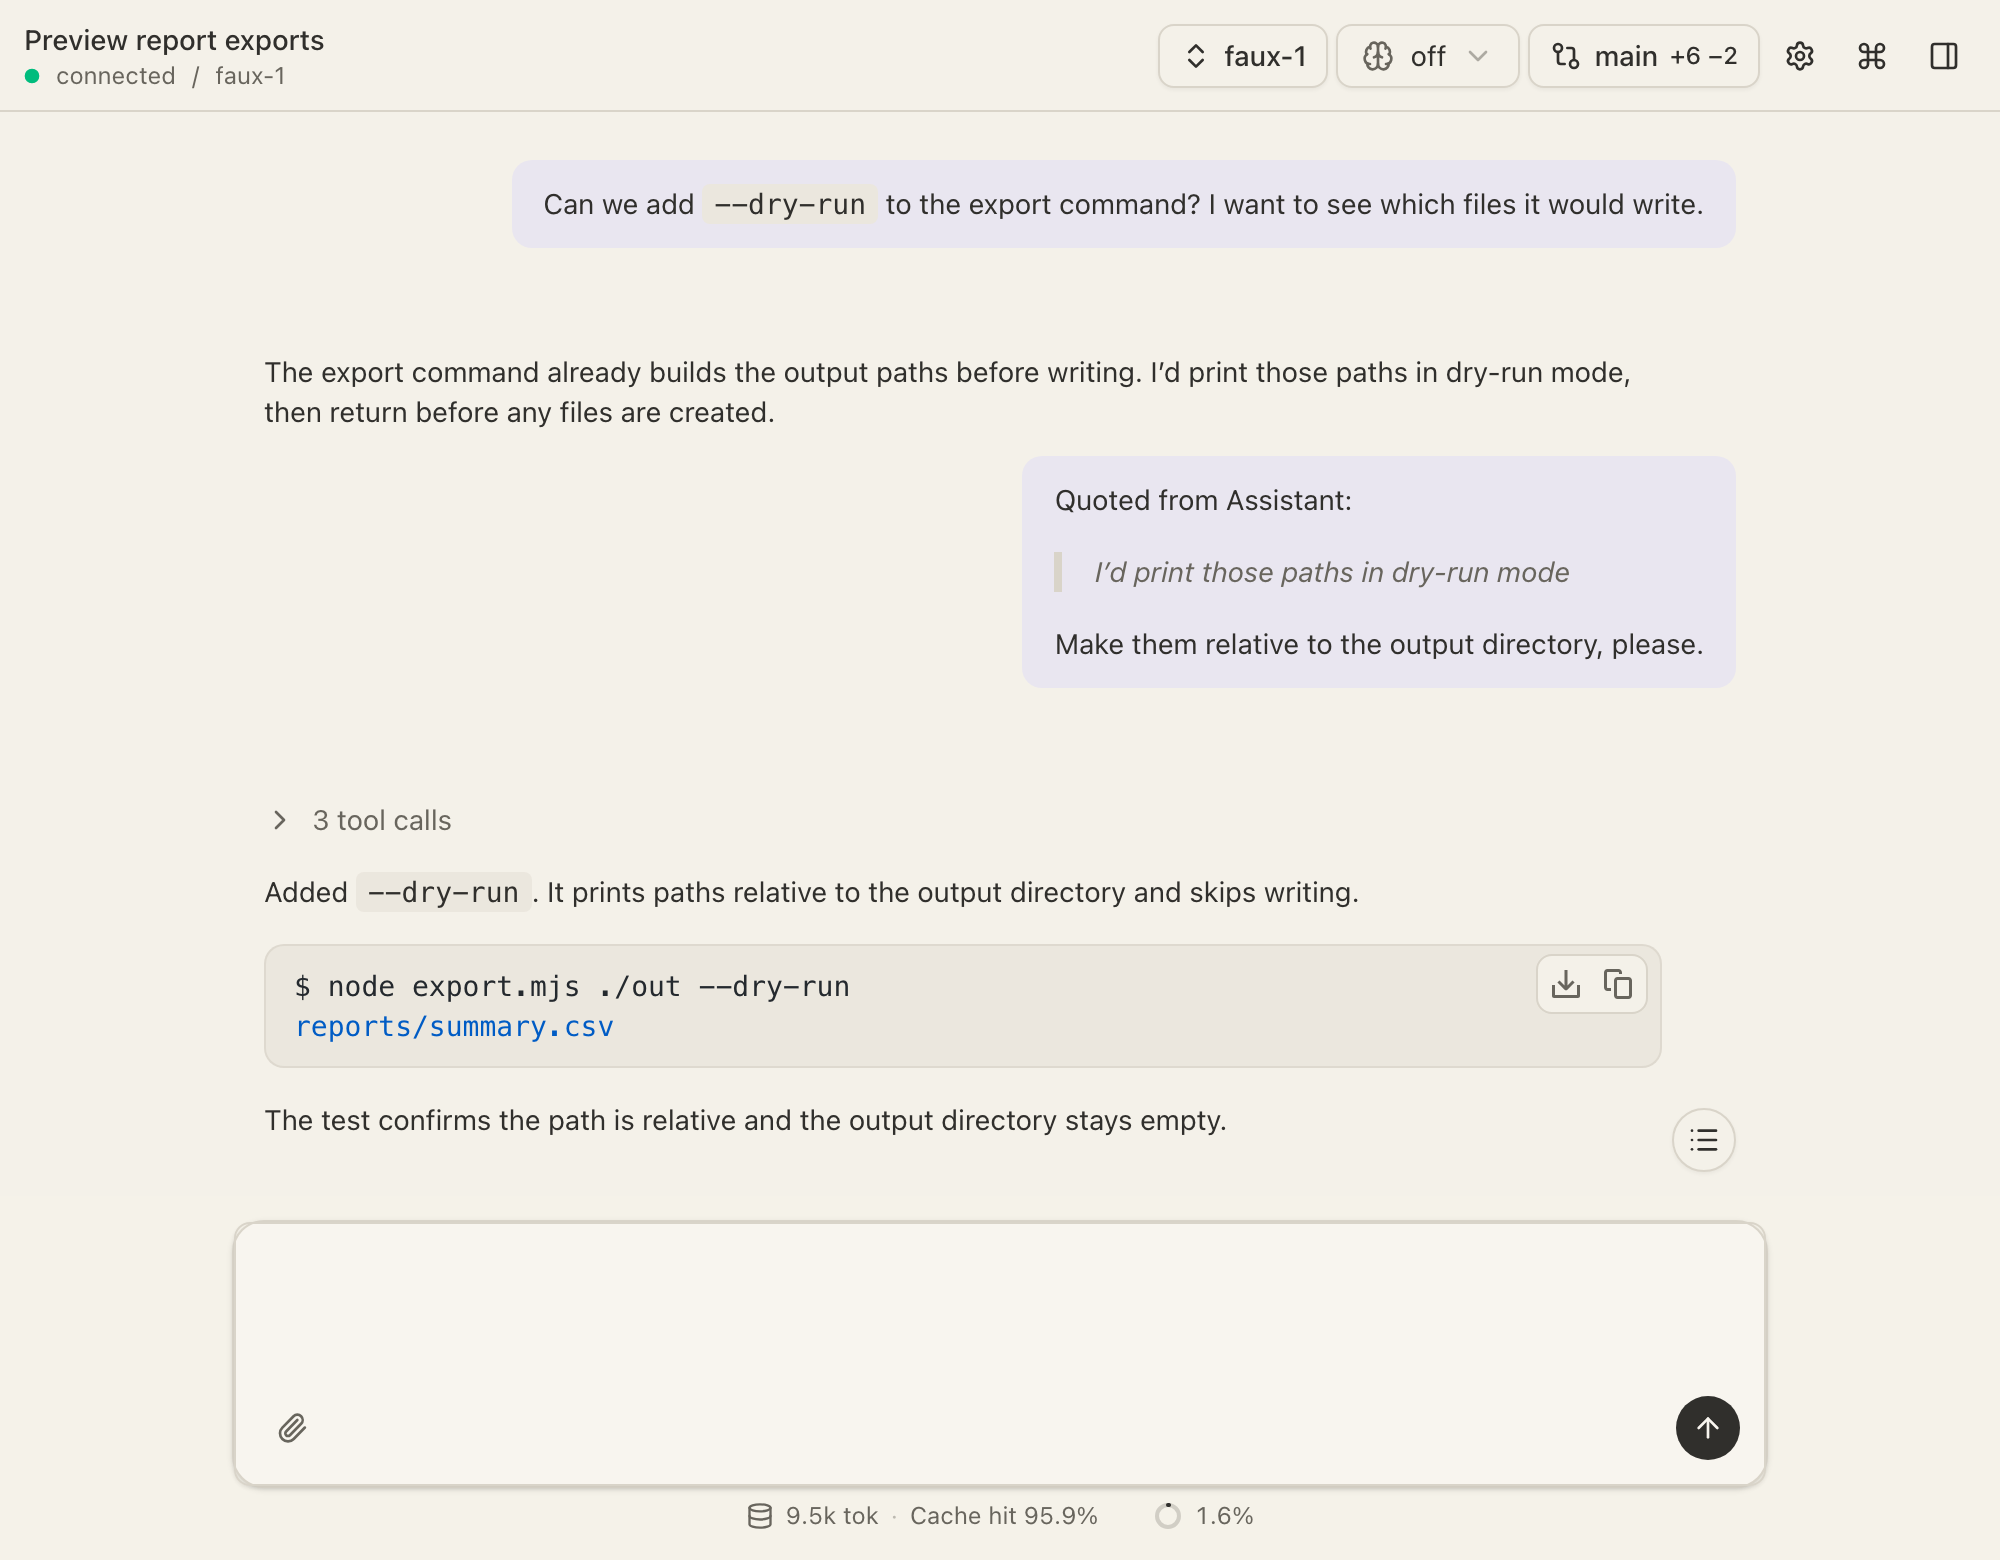 Preview report exports
connected / faux-1
faux-1
off
main +6 −2
Can we add --dry-run to the export command? I want to see which files it would write.
The export command already builds the output paths before writing. I’d print those paths in dry-run mode,
then return before any files are created.
Quoted from Assistant:
I’d print those paths in dry-run mode
Make them relative to the output directory, please.
3 tool calls
Added --dry-run. It prints paths relative to the output directory and skips writing.
$ node export.mjs ./out --dry-run
reports/summary.csv
The test confirms the path is relative and the output directory stays empty.
9.5k tok · Cache hit 95.9%
1.6%